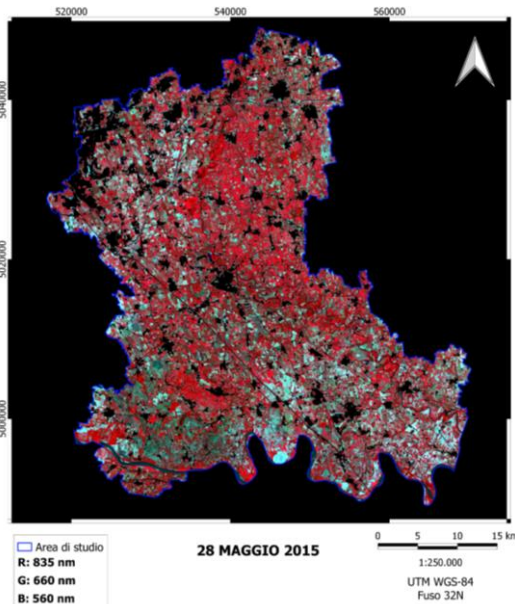 520000
540000
560000
5040000
5020000
5000000
Area di studio
R: 835 nm
G: 660 nm
B: 560 nm
28 MAGGIO 2015
0 5 10 15 km
1:250.000
UTM WGS-84
Fuso 32N